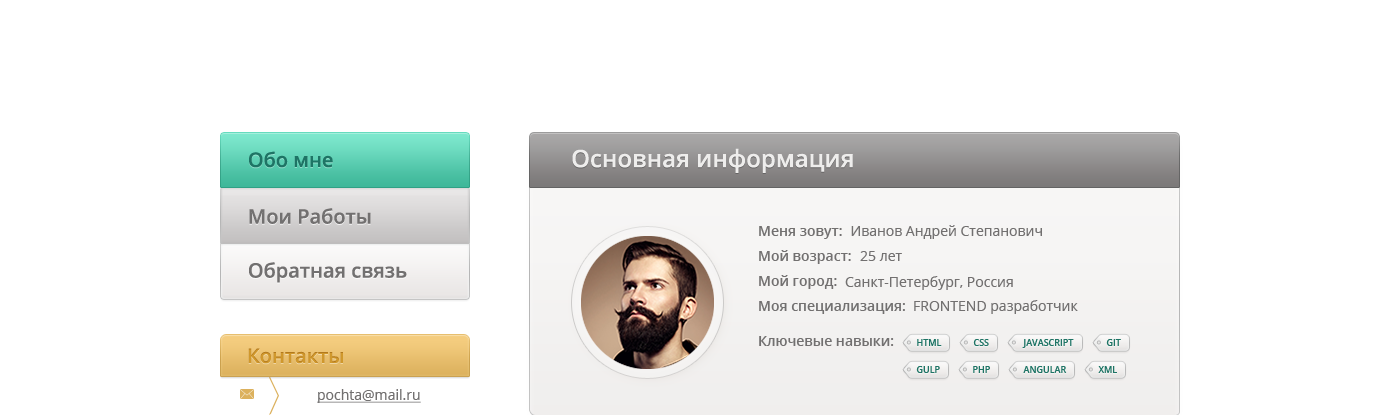 Обо мне
Мои Работы
Обратная связь
Контакты
pochta@mail.ru
Основная информация
Меня зовут: Иванов Андрей Степанович
Мой возраст: 25 лет
Мой город: Санкт-Петербург, Россия
Моя специализация: FRONTEND разработчик
Ключевые навыки: HTML CSS JAVASCRIPT GIT
GULP PHP ANGULAR XML